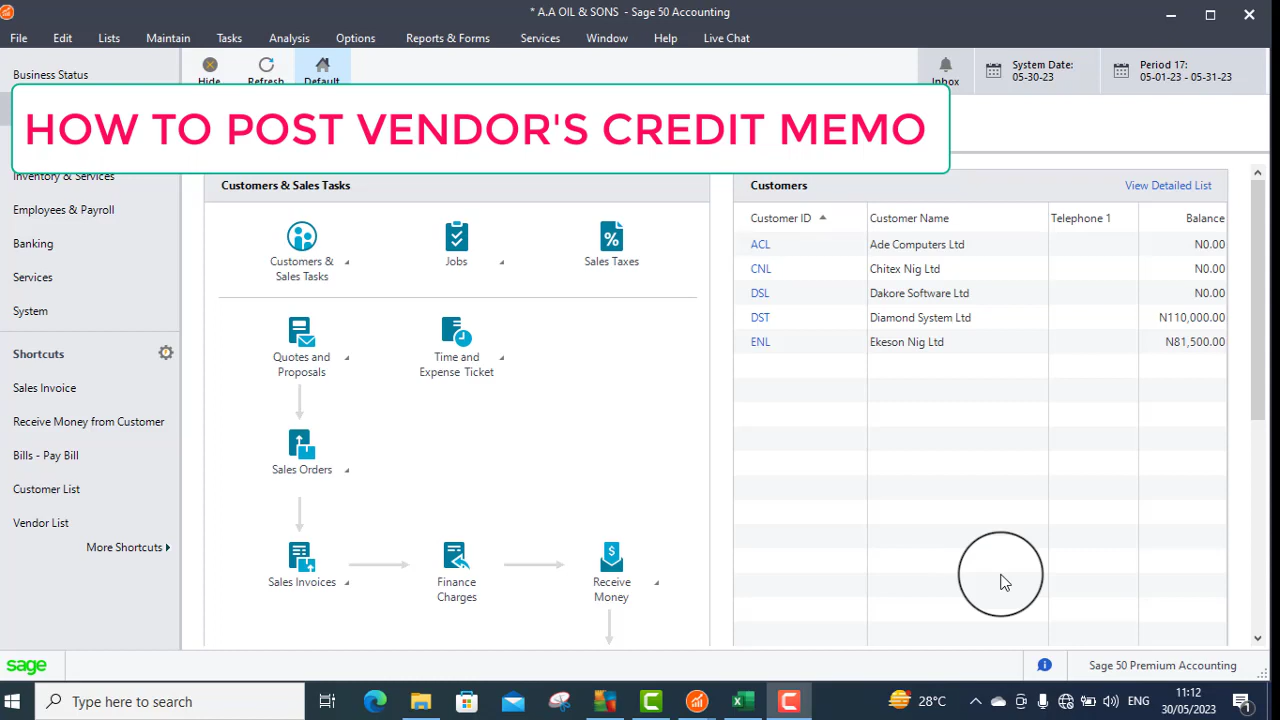 * A.A OIL & SONS - Sage 50 Accounting
File Edit Lists Maintain Tasks Analysis Options Reports & Forms Services Window Help Live Chat
Business Status
Hide Refresh Default
Inbox
System Date:
05-30-23
Period 17:
05-01-23 - 05-31-23
HOW TO POST VENDOR'S CREDIT MEMO
Inventory & Services
Employees & Payroll
Banking
Services
System
Shortcuts
Sales Invoice
Receive Money from Customer
Bills - Pay Bill
Customer List
Vendor List
More Shortcuts
Customers & Sales Tasks
Customers &
Sales Tasks
Jobs
Sales Taxes
Quotes and
Proposals
Time and
Expense Ticket
Sales Orders
Sales Invoices
Finance
Charges
Receive
Money
Customers View Detailed List
Customer ID Customer Name Telephone 1 Balance
ACL Ade Computers Ltd N0.00
CNL Chitex Nig Ltd N0.00
DSL Dakore Software Ltd N0.00
DST Diamond System Ltd N110,000.00
ENL Ekeson Nig Ltd N81,500.00
sage
Sage 50 Premium Accounting
Type here to search
28°C
ENG
11:12
30/05/2023
1